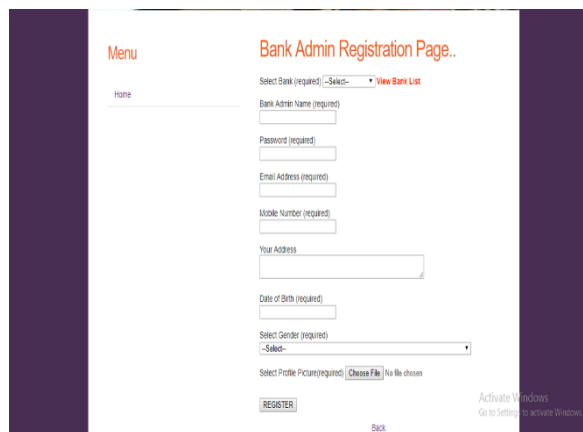 Menu
Home
Bank Admin Registration Page..
Select Bank (required) --Select-- View Bank List
Bank Admin Name (required)
Password (required)
Email Address (required)
Mobile Number (required)
Your Address
Date of Birth (required)
Select Gender (required)
--Select--
Select Profile Picture(required) Choose File No file chosen
REGISTER
Back
Activate Windows
Go to Settings to activate Windows.